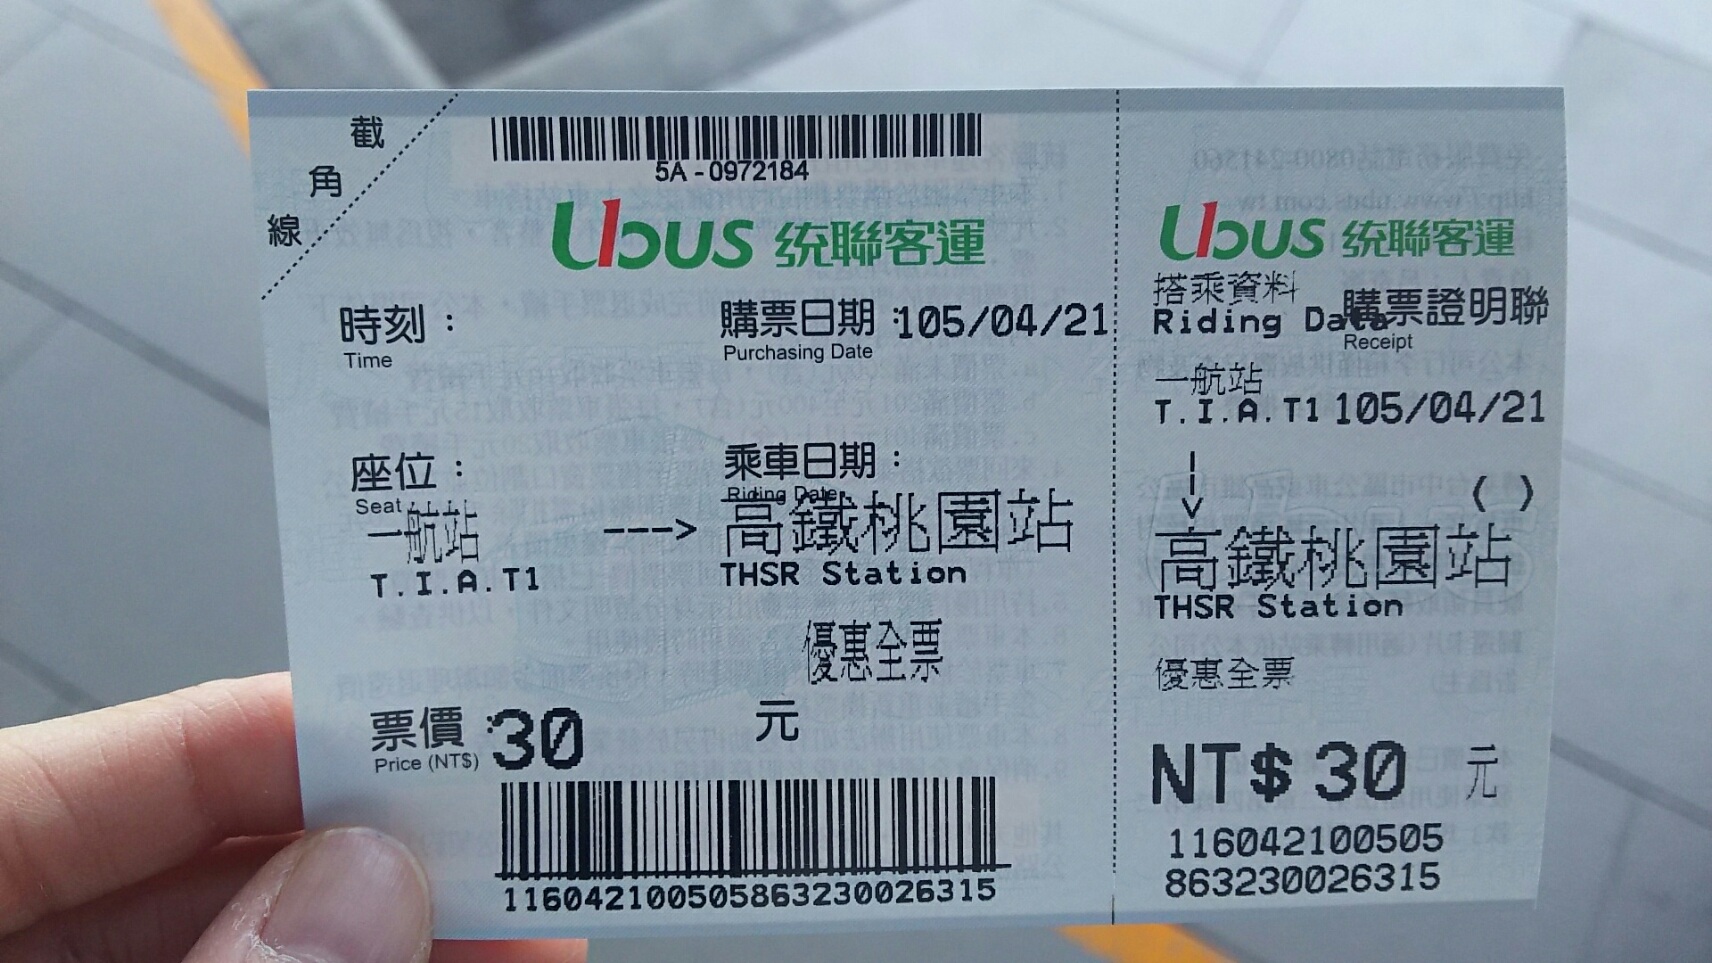 截角線
5A-0972184
Ubus 統聯客運
時刻：
Time
購票日期：105/04/21
Purchasing Date
座位：
Seat
乘車日期：
Riding Date
一航站 ---> 高鐵桃園站
T.I.A.T1
THSR Station
優惠全票
票價：30 元
Price (NT$)
11604210050586323002631​5
Ubus 統聯客運
搭乘資料
Riding Data
購票證明聯
Receipt
一航站
T.I.A.T1 105/04/21
( )
高鐵桃園站
THSR Station
優惠全票
NT$30 元
116042100505
863230026315